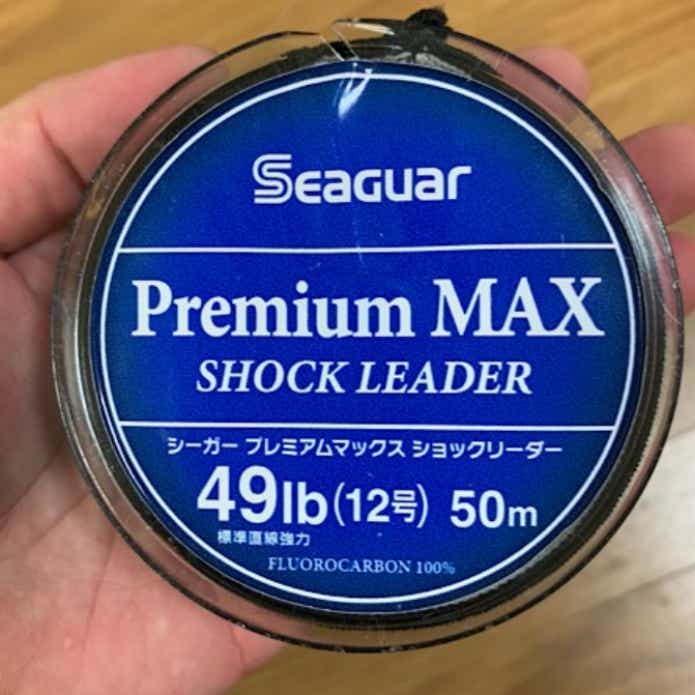 Seaguar
Premium MAX
SHOCK LEADER
シーガー プレミアムマックス ショックリーダー
49lb(12号) 50m
標準直線強力
FLUOROCARBON 100%